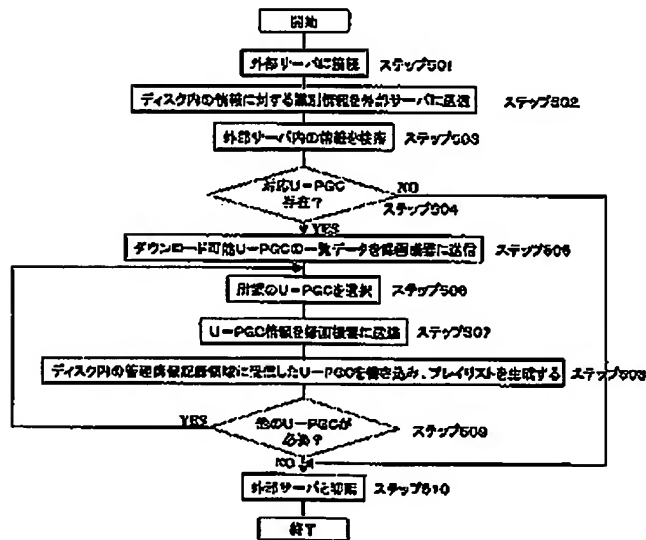 開始
外部サーバに接続 ステップ501
ディスク内の情報に対する識別情報を外部サーバに送信 ステップ502
外部サーバ内の情報を検索 ステップ503
対応U-PGC
存在? NO
ステップ504
YES
ダウンロード可能U-PGCの一覧データを録画装置に送信 ステップ505
所望のU-PGCを選択 ステップ506
U-PGC情報を録画装置に送信 ステップ507
ディスク内の管理情報記録領域に受信したU-PGCを書き込み、プレイリストを生成する ステップ508
YES 他のU-PGCが
必要? ステップ509
NO
外部サーバと切断 ステップ510
終了